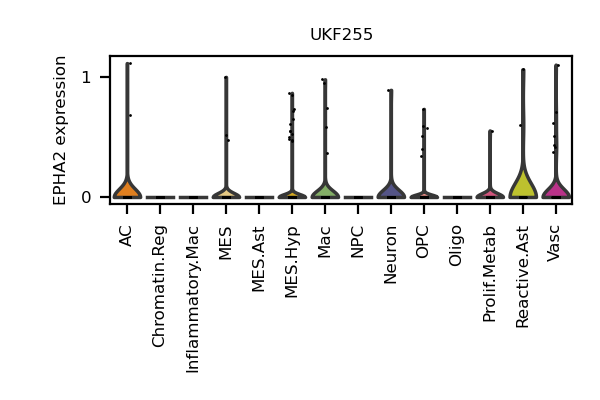 UKF255
EPHA2 expression
1
0
AC
Chromatin.Reg
Inflammatory.Mac
MES
MES.Ast
MES.Hyp
Mac
NPC
Neuron
OPC
Oligo
Prolif.Metab
Reactive.Ast
Vasc